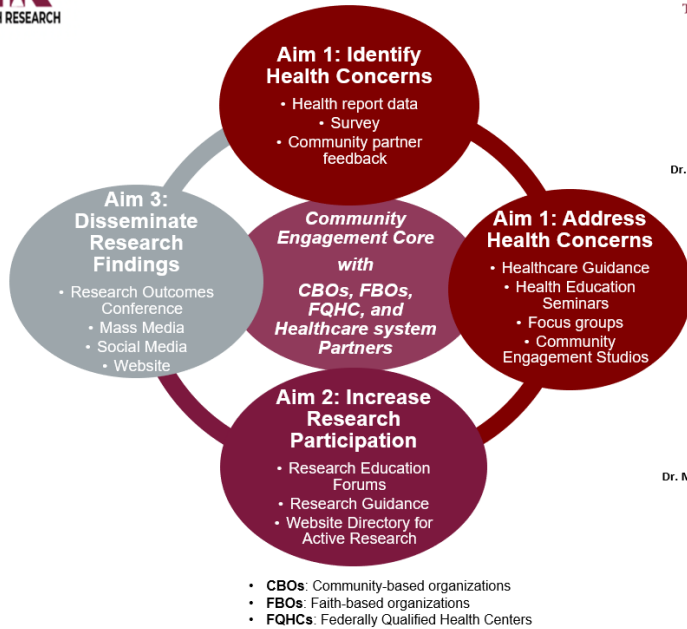 H RESEARCH
T
Aim 1: Identify
Health Concerns
• Health report data
• Survey
• Community partner
feedback
Dr.
Aim 3:
Disseminate
Research
Findings
• Research Outcomes
Conference
• Mass Media
• Social Media
• Website
Community
Engagement Core
with
CBOs, FBOs,
FQHC, and
Healthcare system
Partners
Aim 1: Address
Health Concerns
• Healthcare Guidance
• Health Education
Seminars
• Focus groups
• Community
Engagement Studios
Aim 2: Increase
Research
Participation
• Research Education
Forums
• Research Guidance
• Website Directory for
Active Research
Dr. M
• CBOs: Community-based organizations
• FBOs: Faith-based organizations
• FQHCs: Federally Qualified Health Centers